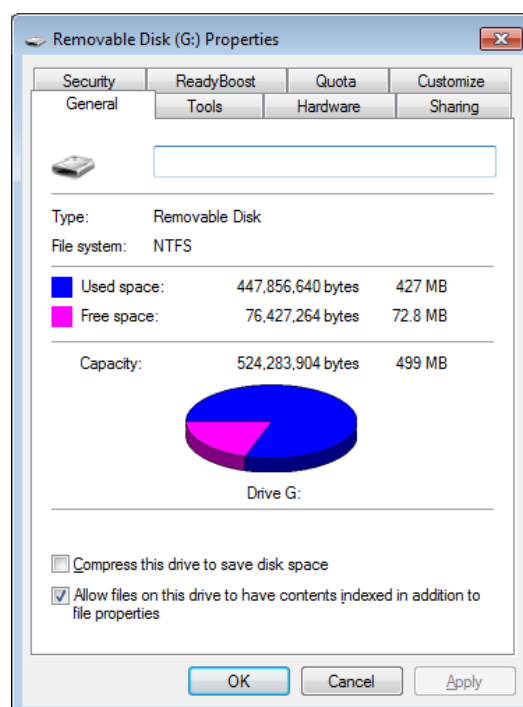 Removable Disk (G:) Properties
Security ReadyBoost Quota Customize
General Tools Hardware Sharing
Type: Removable Disk
File system: NTFS
Used space: 447,856,640 bytes 427 MB
Free space: 76,427,264 bytes 72.8 MB
Capacity: 524,283,904 bytes 499 MB
Drive G:
Compress this drive to save disk space
Allow files on this drive to have contents indexed in addition to
file properties
OK Cancel Apply